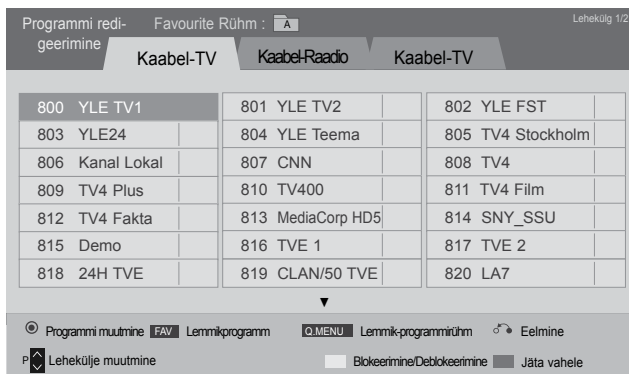 Programmi redi-
geerimine
Favourite Rühm : A
Lehekülg 1/2
Kaabel-TV
Kaabel-Raadio
Kaabel-TV
800 YLE TV1
801 YLE TV2
802 YLE FST
803 YLE24
804 YLE Teema
805 TV4 Stockholm
806 Kanal Lokal
807 CNN
808 TV4
809 TV4 Plus
810 TV400
811 TV4 Film
812 TV4 Fakta
813 MediaCorp HD5
814 SNY_SSU
815 Demo
816 TVE 1
817 TVE 2
818 24H TVE
819 CLAN/50 TVE
820 LA7
Programmi muutmine FAV Lemmikprogramm Q.MENU Lemmik-programmirühm Eelmine
P Lehekülje muutmine Blokeerimine/Deblokeerimine Jäta vahele